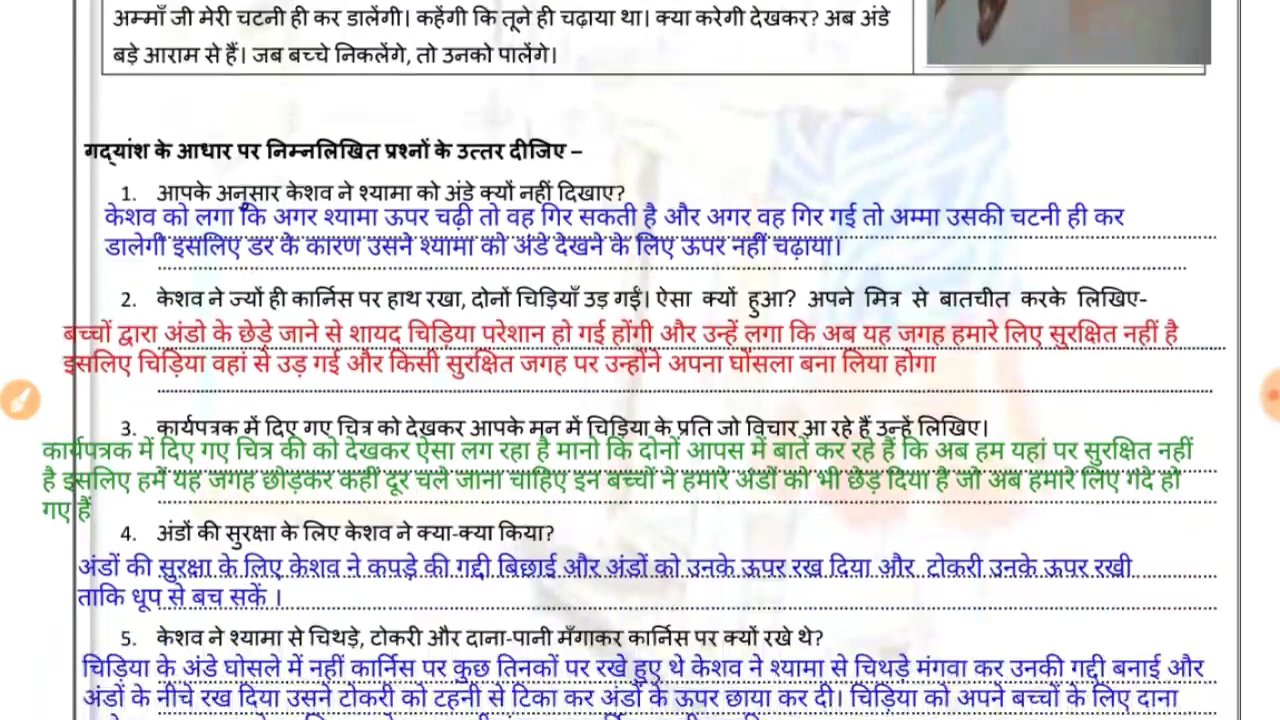 अम्माँ जी मेरी चटनी ही कर डालेंगी। कहेंगी कि तूने ही चढ़ाया था। क्या करेगी देखकर? अब अंडे
बड़े आराम से हैं। जब बच्चे निकलेंगे, तो उनको पालेंगे।
गद्यांश के आधार पर निम्नलिखित प्रश्नों के उत्तर दीजिए –
1. आपके अनुसार केशव ने श्यामा को अंडे क्यों नहीं दिखाए?
केशव को लगा कि अगर श्यामा ऊपर चढ़ी तो वह गिर सकती है और अगर वह गिर गई तो अम्मा उसकी चटनी ही कर
डालेगी इसलिए डर के कारण उसने श्यामा को अंडे देखने के लिए ऊपर नहीं चढ़ाया।
2. केशव ने ज्यों ही कार्निस पर हाथ रखा, दोनों चिड़ियाँ उड़ गईं। ऐसा क्यों हुआ? अपने मित्र से बातचीत करके लिखिए-
बच्चों द्वारा अंडो के छेड़े जाने से शायद चिड़िया परेशान हो गई होंगी और उन्हें लगा कि अब यह जगह हमारे लिए सुरक्षित नहीं है
इसलिए चिड़िया वहां से उड़ गई और किसी सुरक्षित जगह पर उन्होंने अपना घोंसला बना लिया होगा
3. कार्यपत्रक में दिए गए चित्र को देखकर आपके मन में चिड़िया के प्रति जो विचार आ रहे हैं उन्हें लिखिए।
कार्यपत्रक में दिए गए चित्र की को देखकर ऐसा लग रहा है मानो कि दोनों आपस में बातें कर रहे हैं कि अब हम यहां पर सुरक्षित नहीं
है इसलिए हमें यह जगह छोड़कर कहीं दूर चले जाना चाहिए इन बच्चों ने हमारे अंडों को भी छेड़ दिया है जो अब हमारे लिए गंदे हो
गए हैं
4. अंडों की सुरक्षा के लिए केशव ने क्या-क्या किया?
अंडों की सुरक्षा के लिए केशव ने कपड़े की गद्दी बिछाई और अंडों को उनके ऊपर रख दिया और टोकरी उनके ऊपर रखी
ताकि धूप से बच सकें ।
5. केशव ने श्यामा से चिथड़े, टोकरी और दाना-पानी मँगाकर कार्निस पर क्यों रखे थे?
चिड़िया के अंडे घोसले में नहीं कार्निस पर कुछ तिनकों पर रखे हुए थे केशव ने श्यामा से चिथड़े मंगवा कर उनकी गद्दी बनाई और
अंडों के नीचे रख दिया उसने टोकरी को टहनी से टिका कर अंडों के ऊपर छाया कर दी। चिड़िया को अपने बच्चों के लिए दाना